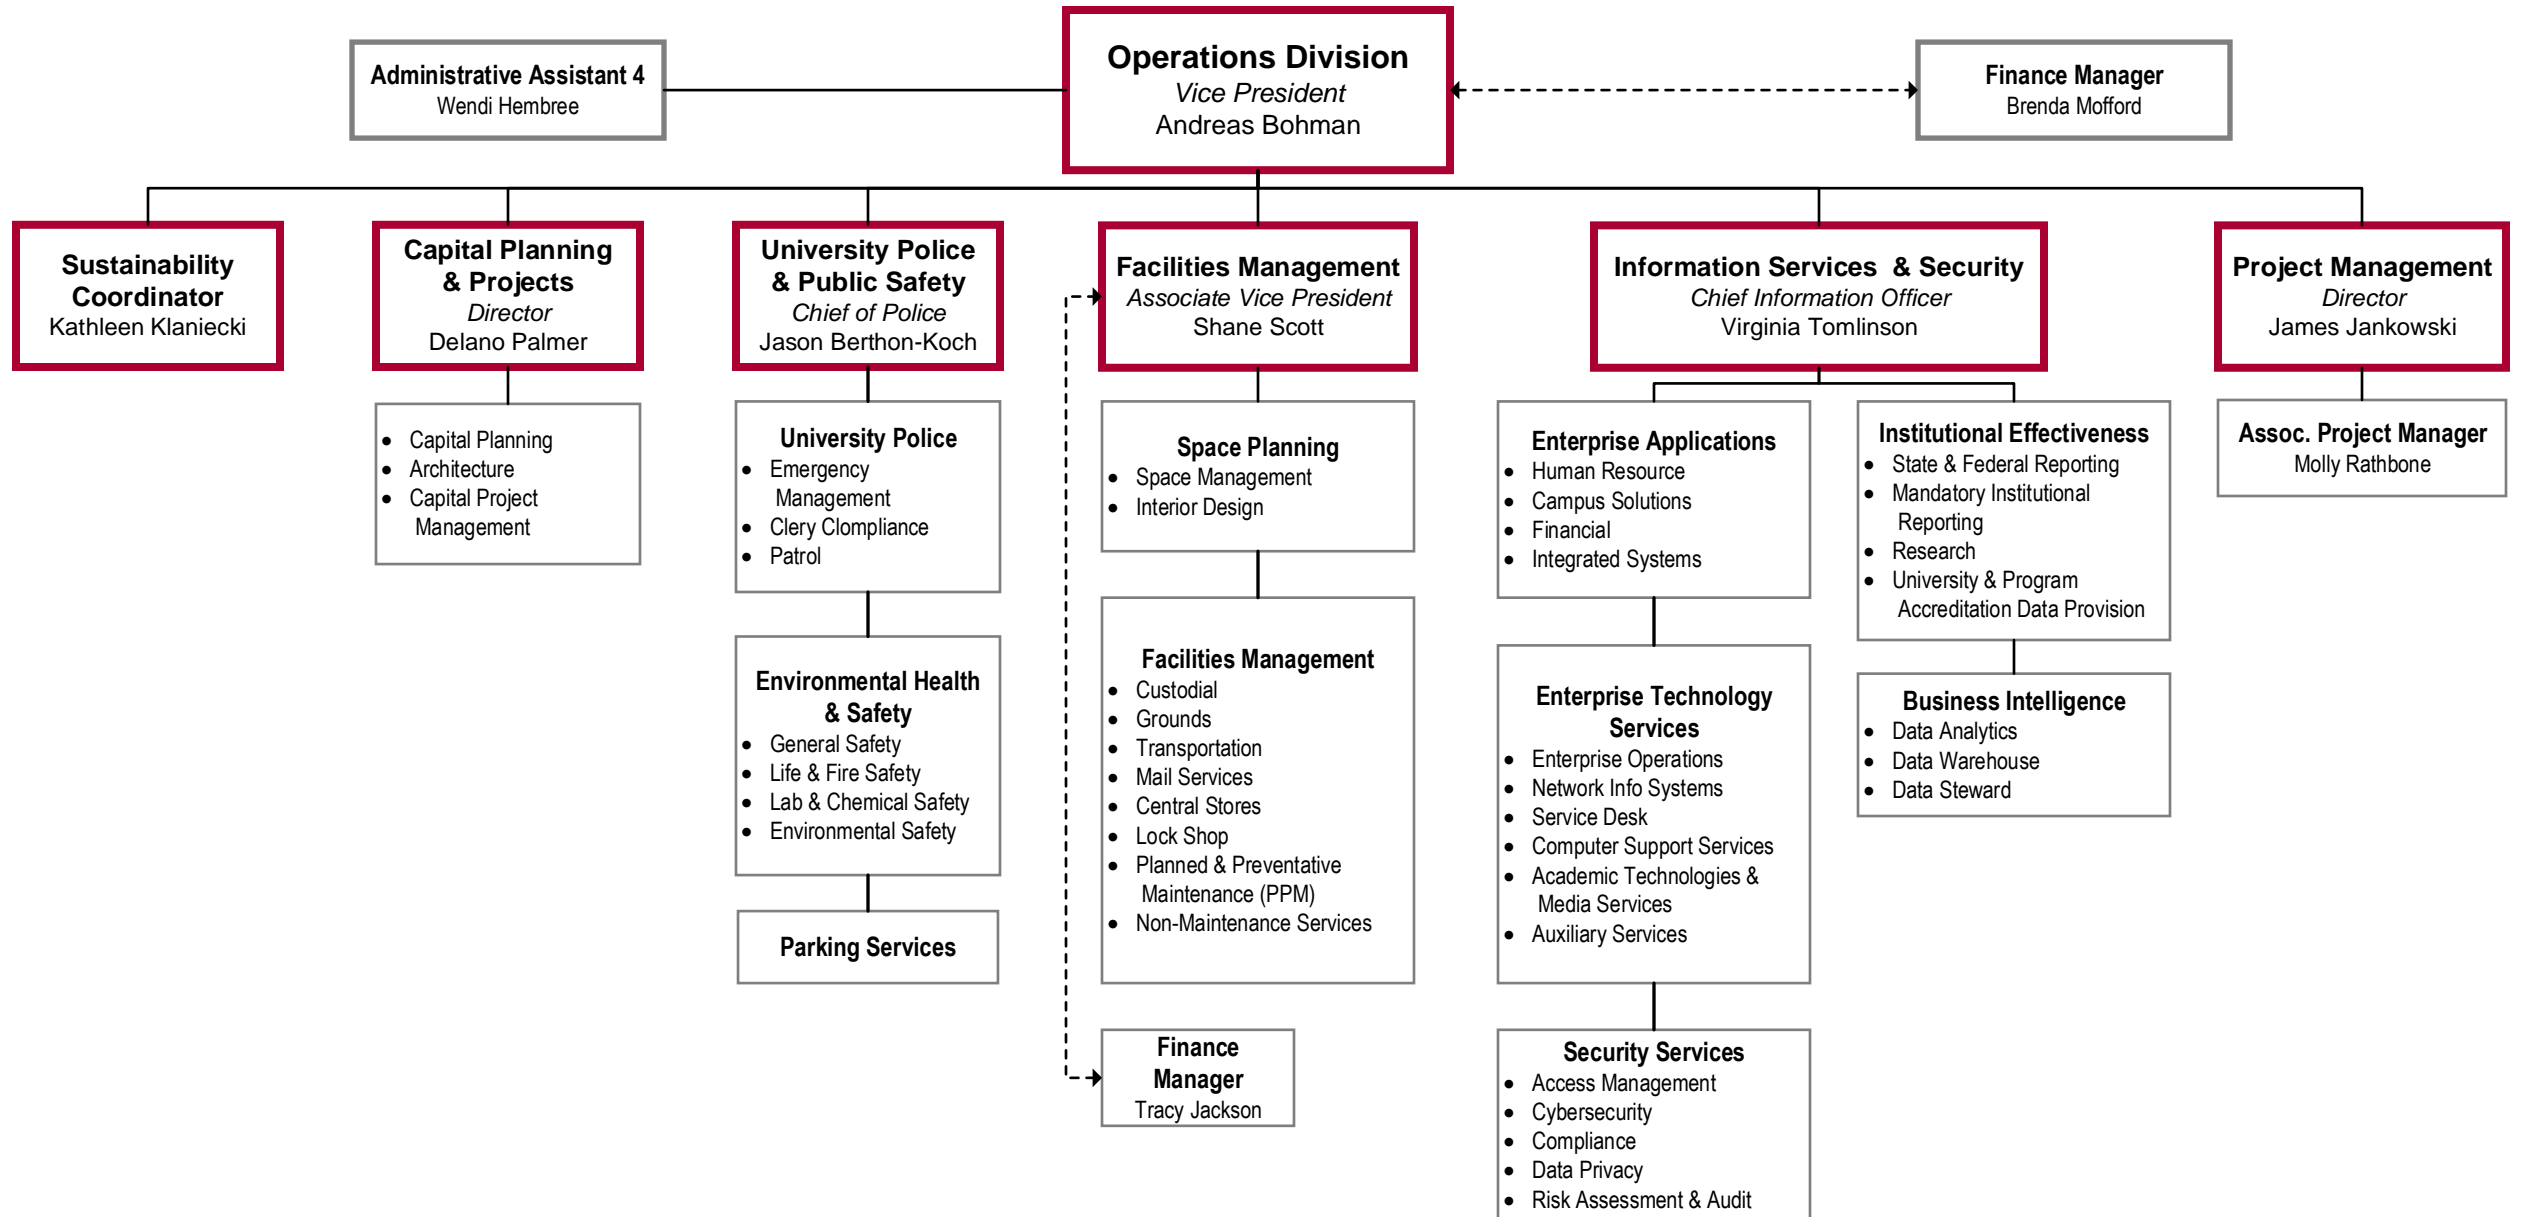 Operations Division
Vice President
Andreas Bohman
Administrative Assistant 4
Wendi Hembree
Finance Manager
Brenda Mofford
Sustainability
Coordinator
Kathleen Klaniecki
Capital Planning
& Projects
Director
Delano Palmer
• Capital Planning
• Architecture
• Capital Project
Management
University Police
& Public Safety
Chief of Police
Jason Berthon-Koch
University Police
• Emergency
Management
• Clery Clompliance
• Patrol
Environmental Health
& Safety
• General Safety
• Life & Fire Safety
• Lab & Chemical Safety
• Environmental Safety
Parking Services
Facilities Management
Associate Vice President
Shane Scott
Space Planning
• Space Management
• Interior Design
Facilities Management
• Custodial
• Grounds
• Transportation
• Mail Services
• Central Stores
• Lock Shop
• Planned & Preventative
Maintenance (PPM)
• Non-Maintenance Services
Finance
Manager
Tracy Jackson
Information Services & Security
Chief Information Officer
Virginia Tomlinson
Enterprise Applications
• Human Resource
• Campus Solutions
• Financial
• Integrated Systems
Enterprise Technology
Services
• Enterprise Operations
• Network Info Systems
• Service Desk
• Computer Support Services
• Academic Technologies &
Media Services
• Auxiliary Services
Security Services
• Access Management
• Cybersecurity
• Compliance
• Data Privacy
• Risk Assessment & Audit
Institutional Effectiveness
• State & Federal Reporting
• Mandatory Institutional
Reporting
• Research
• University & Program
Accreditation Data Provision
Business Intelligence
• Data Analytics
• Data Warehouse
• Data Steward
Project Management
Director
James Jankowski
Assoc. Project Manager
Molly Rathbone